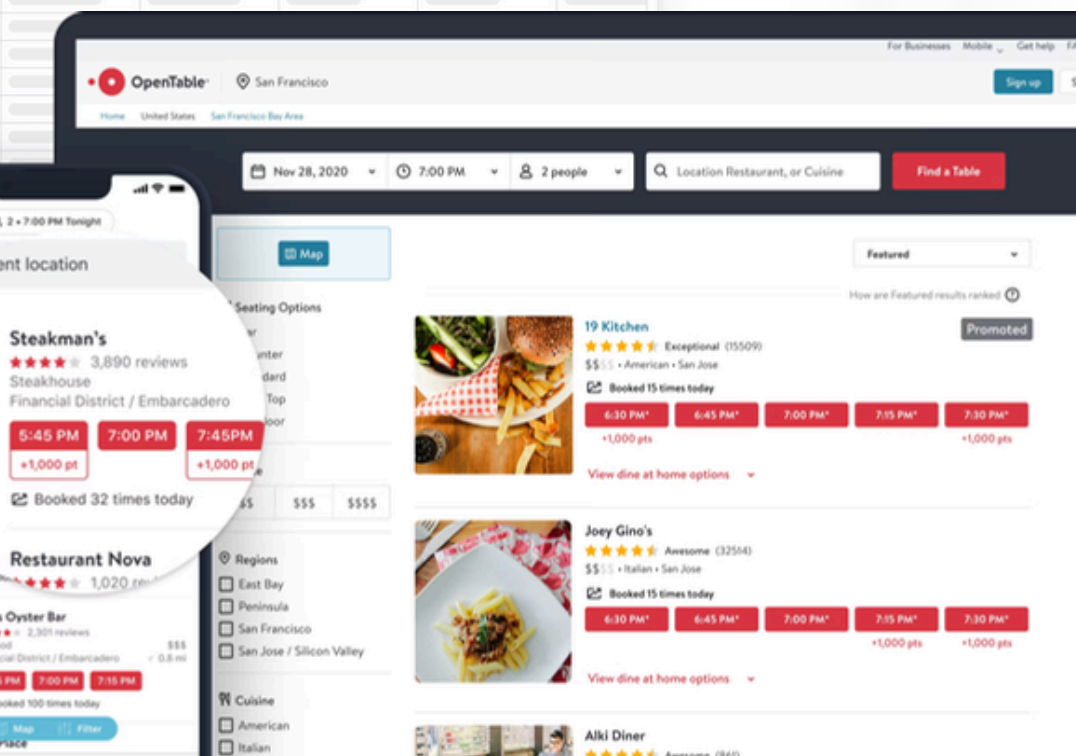 For Businesses Mobile Get help
OpenTable San Francisco Sign up
Home United States San Francisco Bay Area
Nov 28, 2020 7:00 PM 2 people Location Restaurant, or Cuisine Find a Table
2 • 7:00 PM Tonight
location
Steakman's
3,890 reviews
Steakhouse
Financial District / Embarcadero
5:45 PM 7:00 PM 7:45PM
+1,000 pt +1,000 pt
Booked 32 times today
Restaurant Nova
1,020
Oyster Bar
2,301 reviews
$$$
Embarcadero 0.8 mi
PM 7:00 PM 7:15 PM
100 times today
Map Filter
Map
Seating Options
Top
$$$ $$$$
Regions
East Bay
Peninsula
San Francisco
San Jose / Silicon Valley
Cuisine
American
Italian
Featured
How are Featured results ranked ?
19 Kitchen Promoted
Exceptional (15509)
$$$$ • American • San Jose
Booked 15 times today
6:30 PM* 6:45 PM* 7:00 PM* 7:15 PM* 7:30 PM*
+1,000 pts +1,000 pts
View dine at home options
Joey Gino's
Awesome (32514)
$$$$ • Italian • San Jose
Booked 15 times today
6:30 PM* 6:45 PM* 7:00 PM* 7:15 PM* 7:30 PM*
+1,000 pts +1,000 pts
View dine at home options
Alki Diner
Awesome (861)